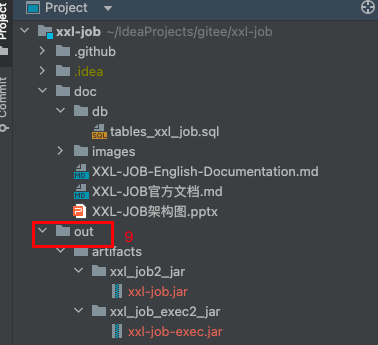 Project
Project
Commit
xxl-job ~/IdeaProjects/gitee/xxl-job
.github
.idea
doc
db
tables_xxl_job.sql
images
XXL-JOB-English-Documentation.md
XXL-JOB官方文档.md
XXL-JOB架构图.pptx
out 9
artifacts
xxl_job2_jar
xxl-job.jar
xxl_job_exec2_jar
xxl-job-exec.jar